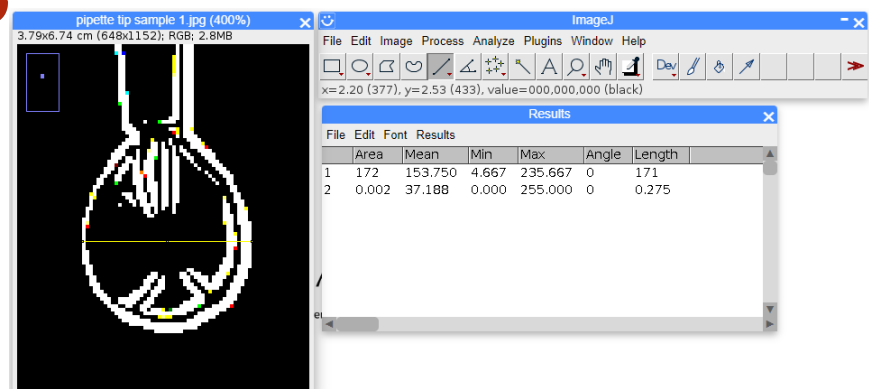 pipette tip sample 1.jpg (400%)
3.79x6.74 cm (648x1152); RGB; 2.8MB
ImageJ
File Edit Image Process Analyze Plugins Window Help
A Dev
x=2.20 (377), y=2.53 (433), value=000,000,000 (black)
Results
File Edit Font Results
Area Mean Min Max Angle Length
1 172 153.750 4.667 235.667 0 171
2 0.002 37.188 0.000 255.000 0 0.275